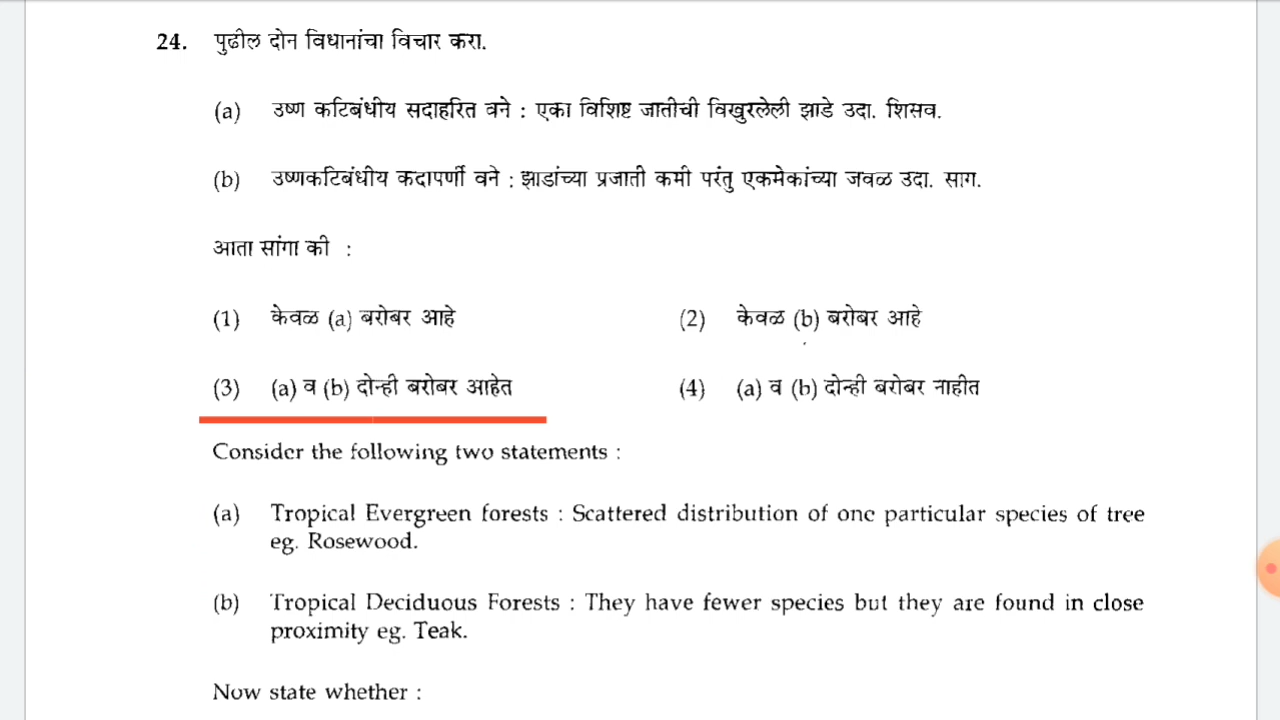 24. पुढील दोन विधानांचा विचार करा.
(a) उष्ण कटिबंधीय सदाहरित वने : एका विशिष्ट जातीची विखुरलेली झाडे उदा. शिसव.
(b) उष्णकटिबंधीय कदापर्णी वने : झाडांच्या प्रजाती कमी परंतु एकमेकांच्या जवळ उदा. साग.
आता सांगा की :
(1) केवळ (a) बरोबर आहे (2) केवळ (b) बरोबर आहे
(3) (a) व (b) दोन्ही बरोबर आहेत (4) (a) व (b) दोन्ही बरोबर नाहीत
Consider the following two statements :
(a) Tropical Evergreen forests : Scattered distribution of one particular species of tree
eg. Rosewood.
(b) Tropical Deciduous Forests : They have fewer species but they are found in close
proximity eg. Teak.
Now state whether :